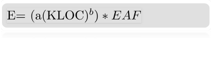 E= (a(KLOC)^b) * EAF